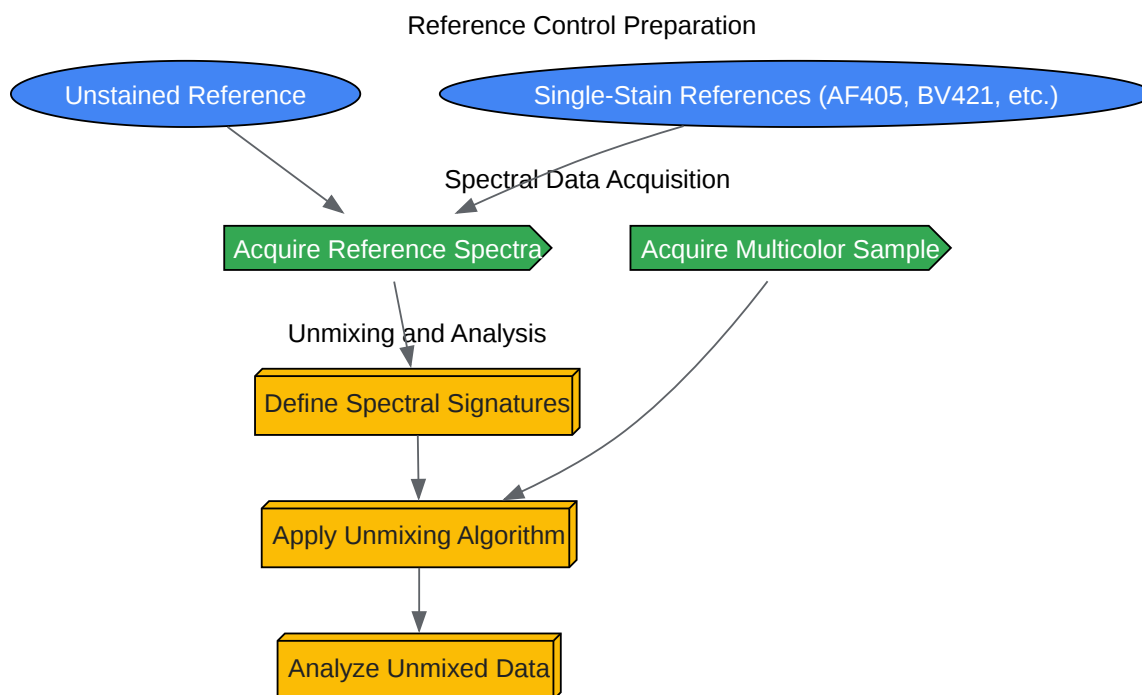 Reference Control Preparation
Unstained Reference
Single-Stain References (AF405, BV421, etc.)
Spectral Data Acquisition
Acquire Reference Spectra
Acquire Multicolor Sample
Unmixing and Analysis
Define Spectral Signatures
Apply Unmixing Algorithm
Analyze Unmixed Data